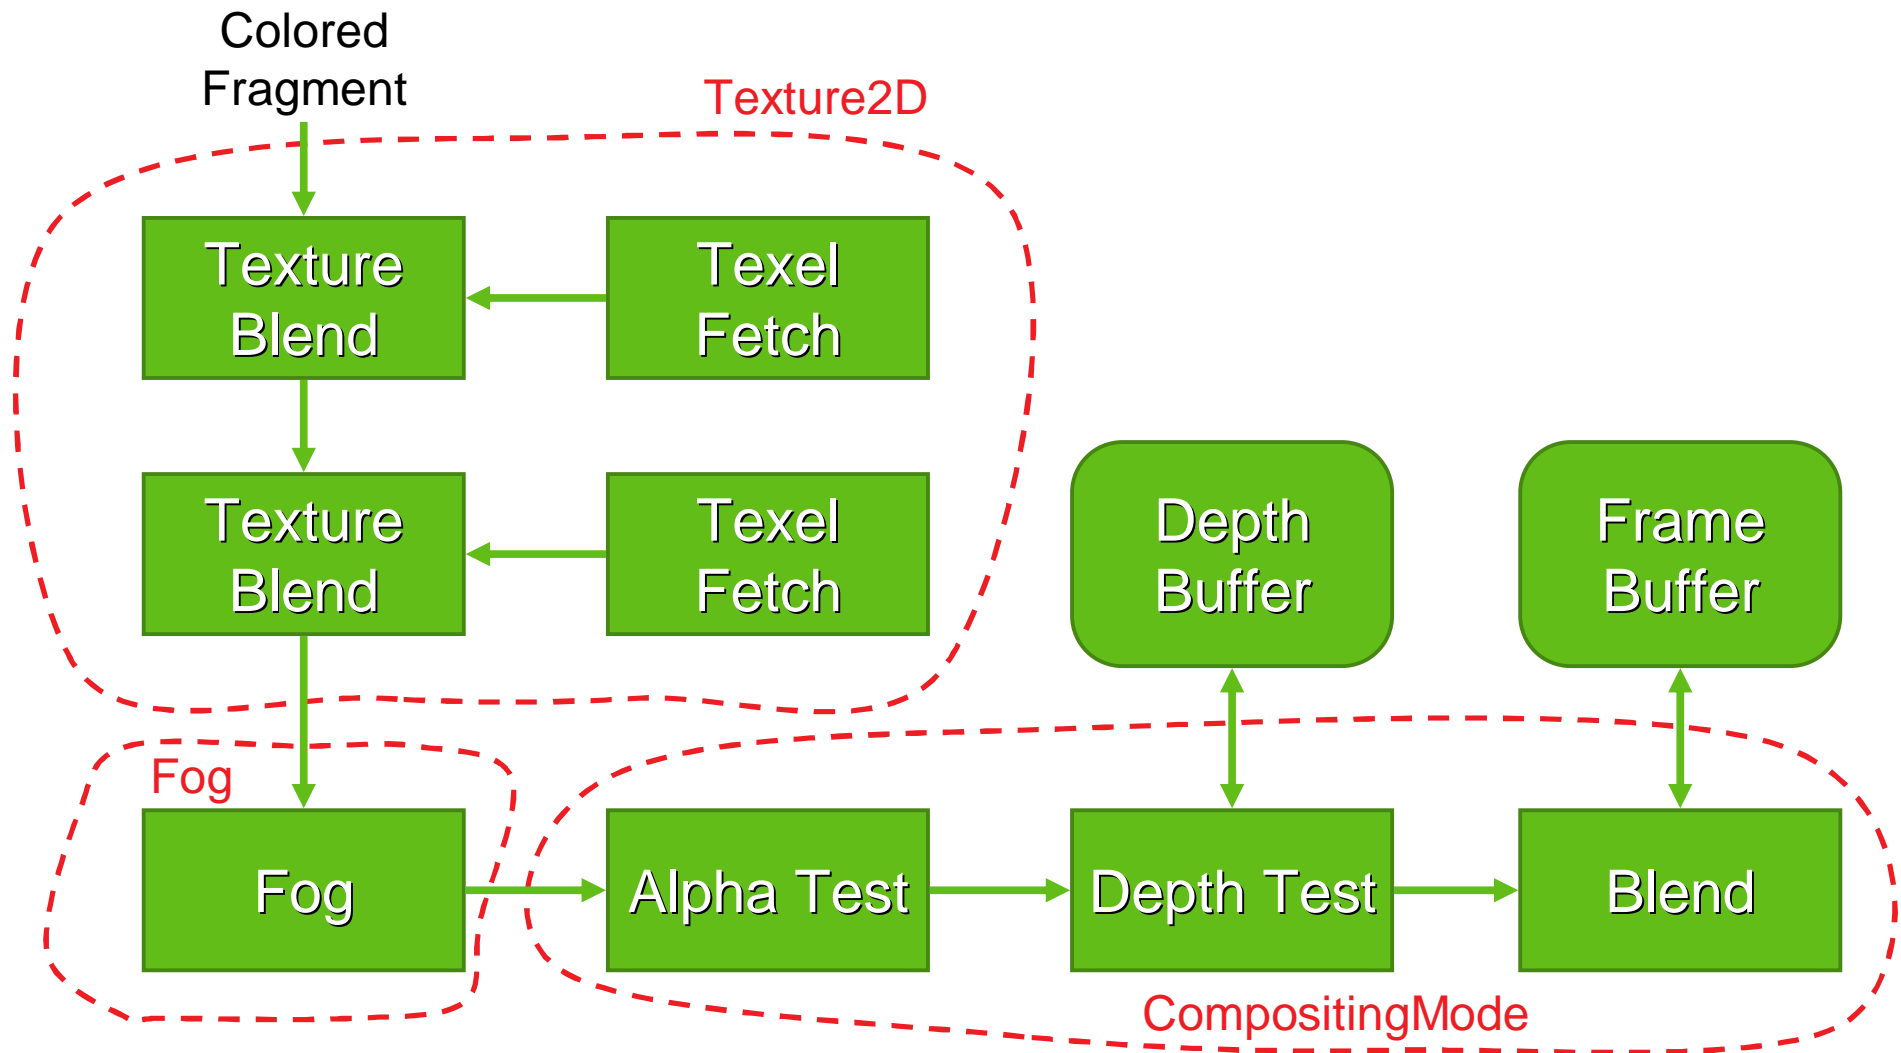 Colored
Fragment
Texture2D
Texture
Blend
Texel
Fetch
Texture
Blend
Texel
Fetch
Depth
Buffer
Frame
Buffer
Fog
Fog
Alpha Test
Depth Test
Blend
CompositingMode